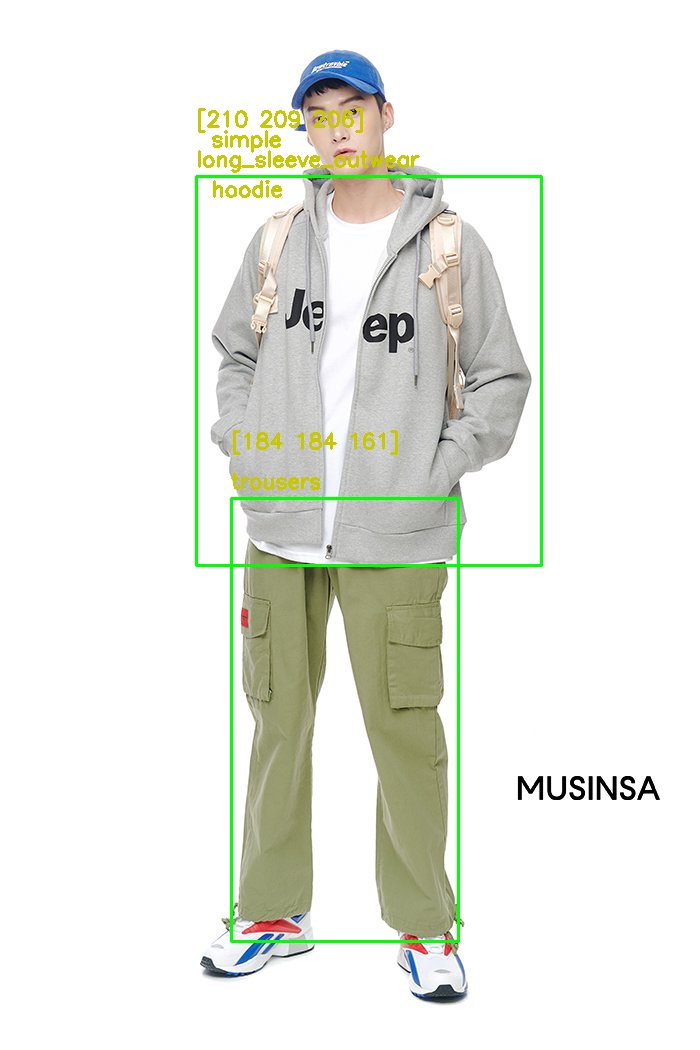 [210 209 206]
simple
long_sleeve_outwear
hoodie
Jeep
[184 184 161]
trousers
MUSINSA